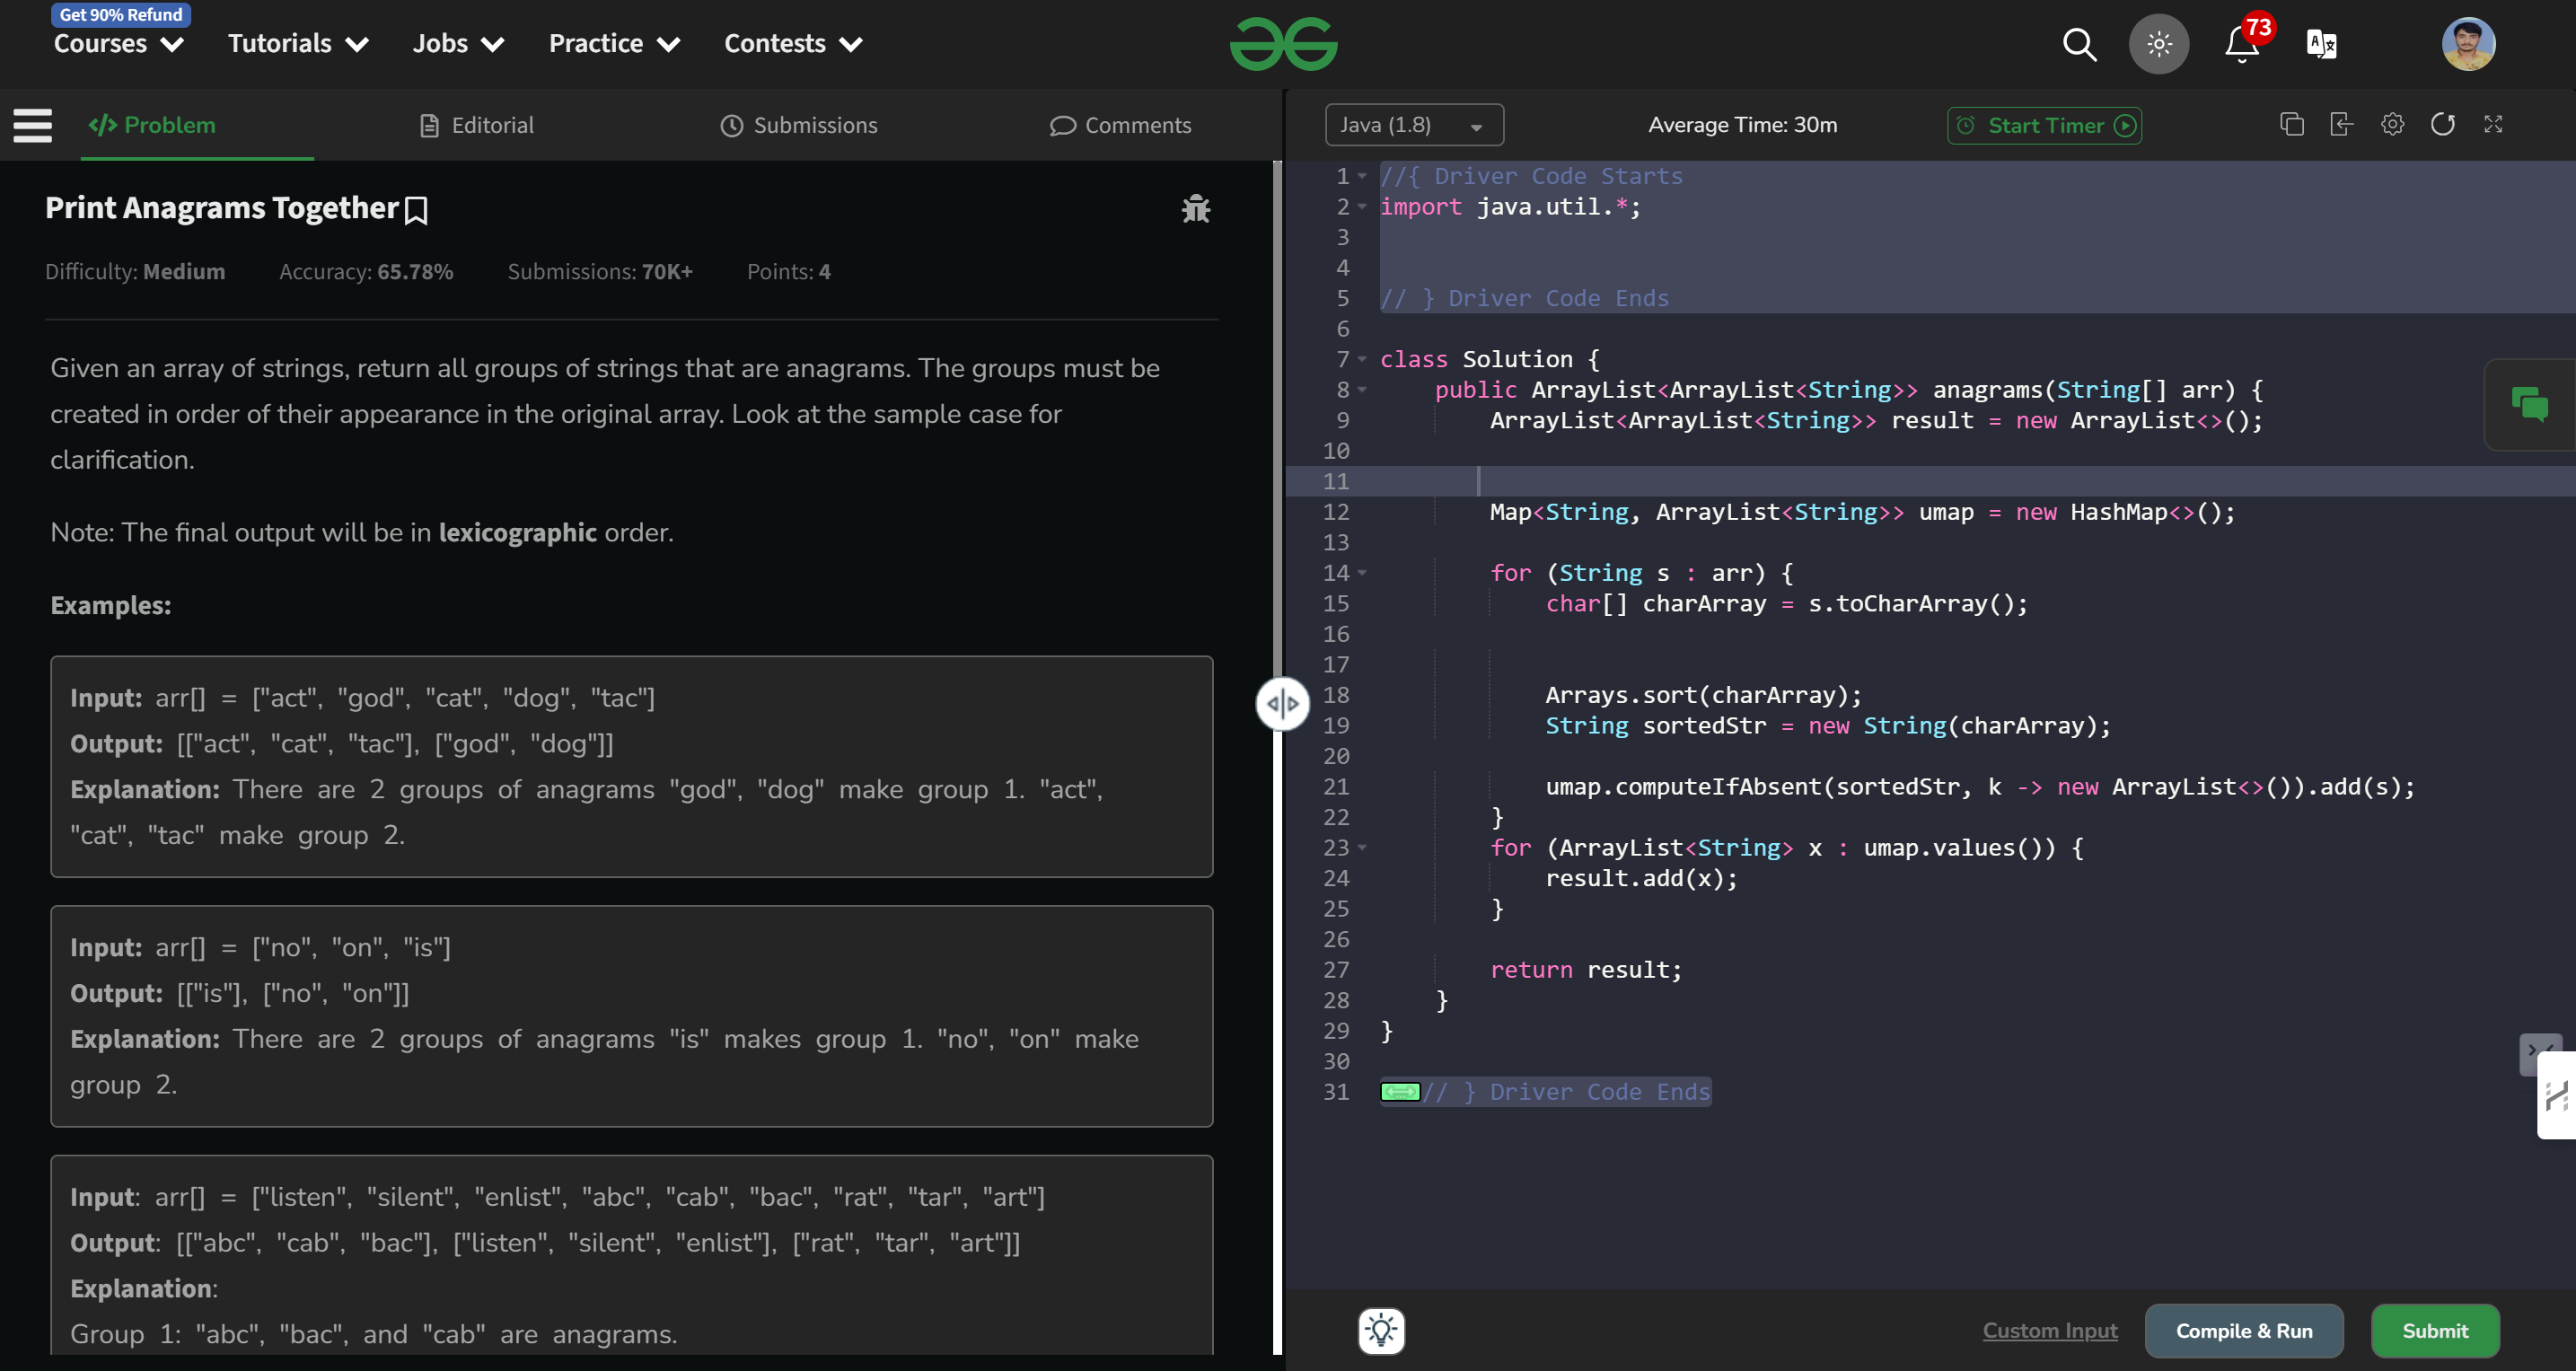 Get 90% Refund
Courses Tutorials Jobs Practice Contests
73
Problem Editorial Submissions Comments
Print Anagrams Together
Difficulty: Medium Accuracy: 65.78% Submissions: 70K+ Points: 4
Given an array of strings, return all groups of strings that are anagrams. The groups must be
created in order of their appearance in the original array. Look at the sample case for
clarification.
Note: The final output will be in lexicographic order.
Examples:
Input: arr[] = ["act", "god", "cat", "dog", "tac"]
Output: [["act", "cat", "tac"], ["god", "dog"]]
Explanation: There are 2 groups of anagrams "god", "dog" make group 1. "act",
"cat", "tac" make group 2.
Input: arr[] = ["no", "on", "is"]
Output: [["is"], ["no", "on"]]
Explanation: There are 2 groups of anagrams "is" makes group 1. "no", "on" make
group 2.
Input: arr[] = ["listen", "silent", "enlist", "abc", "cab", "bac", "rat", "tar", "art"]
Output: [["abc", "cab", "bac"], ["listen", "silent", "enlist"], ["rat", "tar", "art"]]
Explanation:
Group 1: "abc", "bac", and "cab" are anagrams.
Java (1.8) Average Time: 30m Start Timer
1 //{ Driver Code Starts
2 import java.util.*;
3
4
5 // } Driver Code Ends
6
7 class Solution {
8 public ArrayList<ArrayList<String>> anagrams(String[] arr) {
9 ArrayList<ArrayList<String>> result = new ArrayList<>();
10
11
12 Map<String, ArrayList<String>> umap = new HashMap<>();
13
14 for (String s : arr) {
15 char[] charArray = s.toCharArray();
16
17
18 Arrays.sort(charArray);
19 String sortedStr = new String(charArray);
20
21 umap.computeIfAbsent(sortedStr, k -> new ArrayList<>()).add(s);
22 }
23 for (ArrayList<String> x : umap.values()) {
24 result.add(x);
25 }
26
27 return result;
28 }
29 }
30
31 // } Driver Code Ends
Custom Input Compile & Run Submit